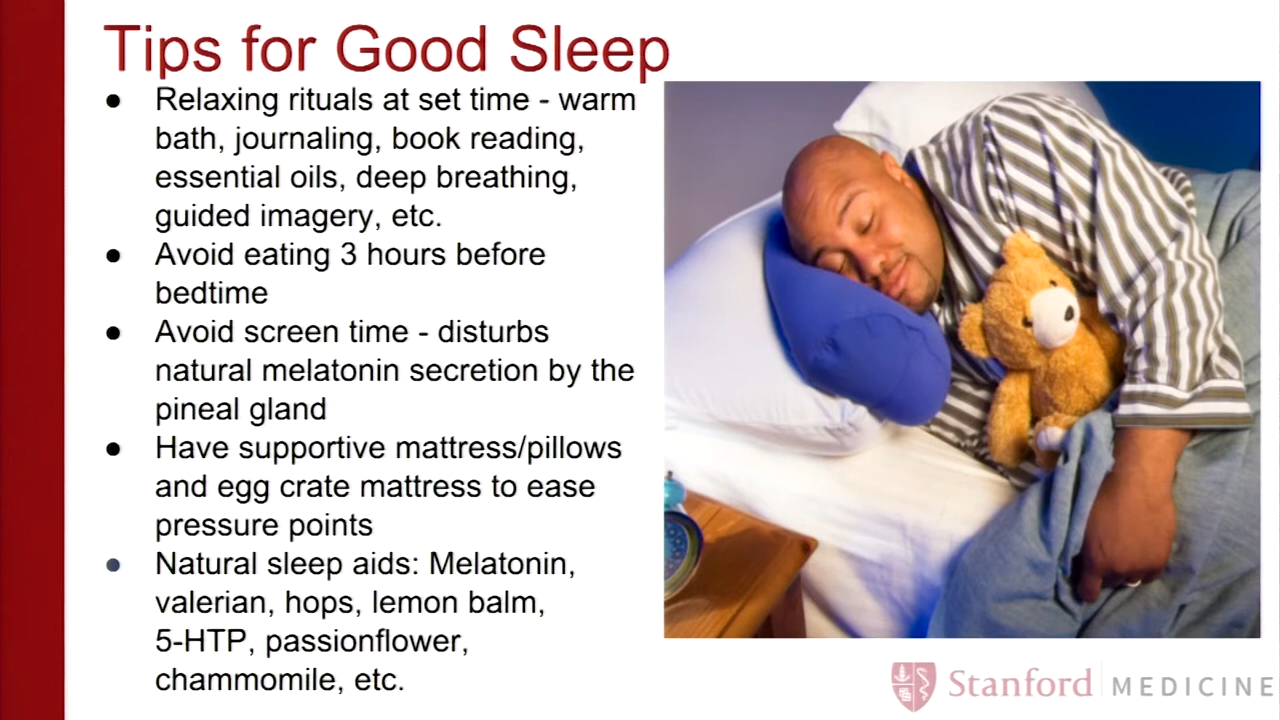 Tips for Good Sleep
● Relaxing rituals at set time - warm
bath, journaling, book reading,
essential oils, deep breathing,
guided imagery, etc.
● Avoid eating 3 hours before
bedtime
● Avoid screen time - disturbs
natural melatonin secretion by the
pineal gland
● Have supportive mattress/pillows
and egg crate mattress to ease
pressure points
● Natural sleep aids: Melatonin,
valerian, hops, lemon balm,
5-HTP, passionflower,
chammomile, etc.
Stanford MEDICINE